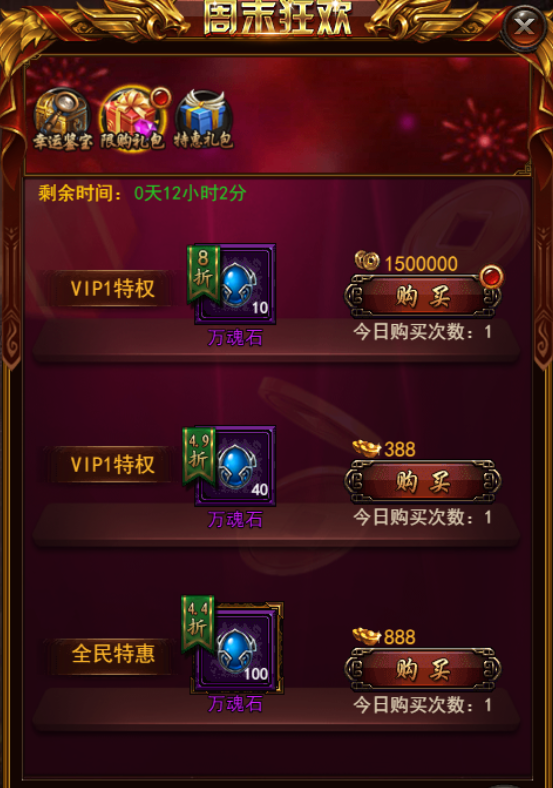 周末狂欢
幸运鉴宝 限购礼包 特惠礼包
剩余时间：0天12小时2分
8折
10
万魂石
VIP1特权
1500000
购买
今日购买次数：1
4.9折
40
万魂石
VIP1特权
388
购买
今日购买次数：1
4.4折
100
万魂石
全民特惠
888
购买
今日购买次数：1